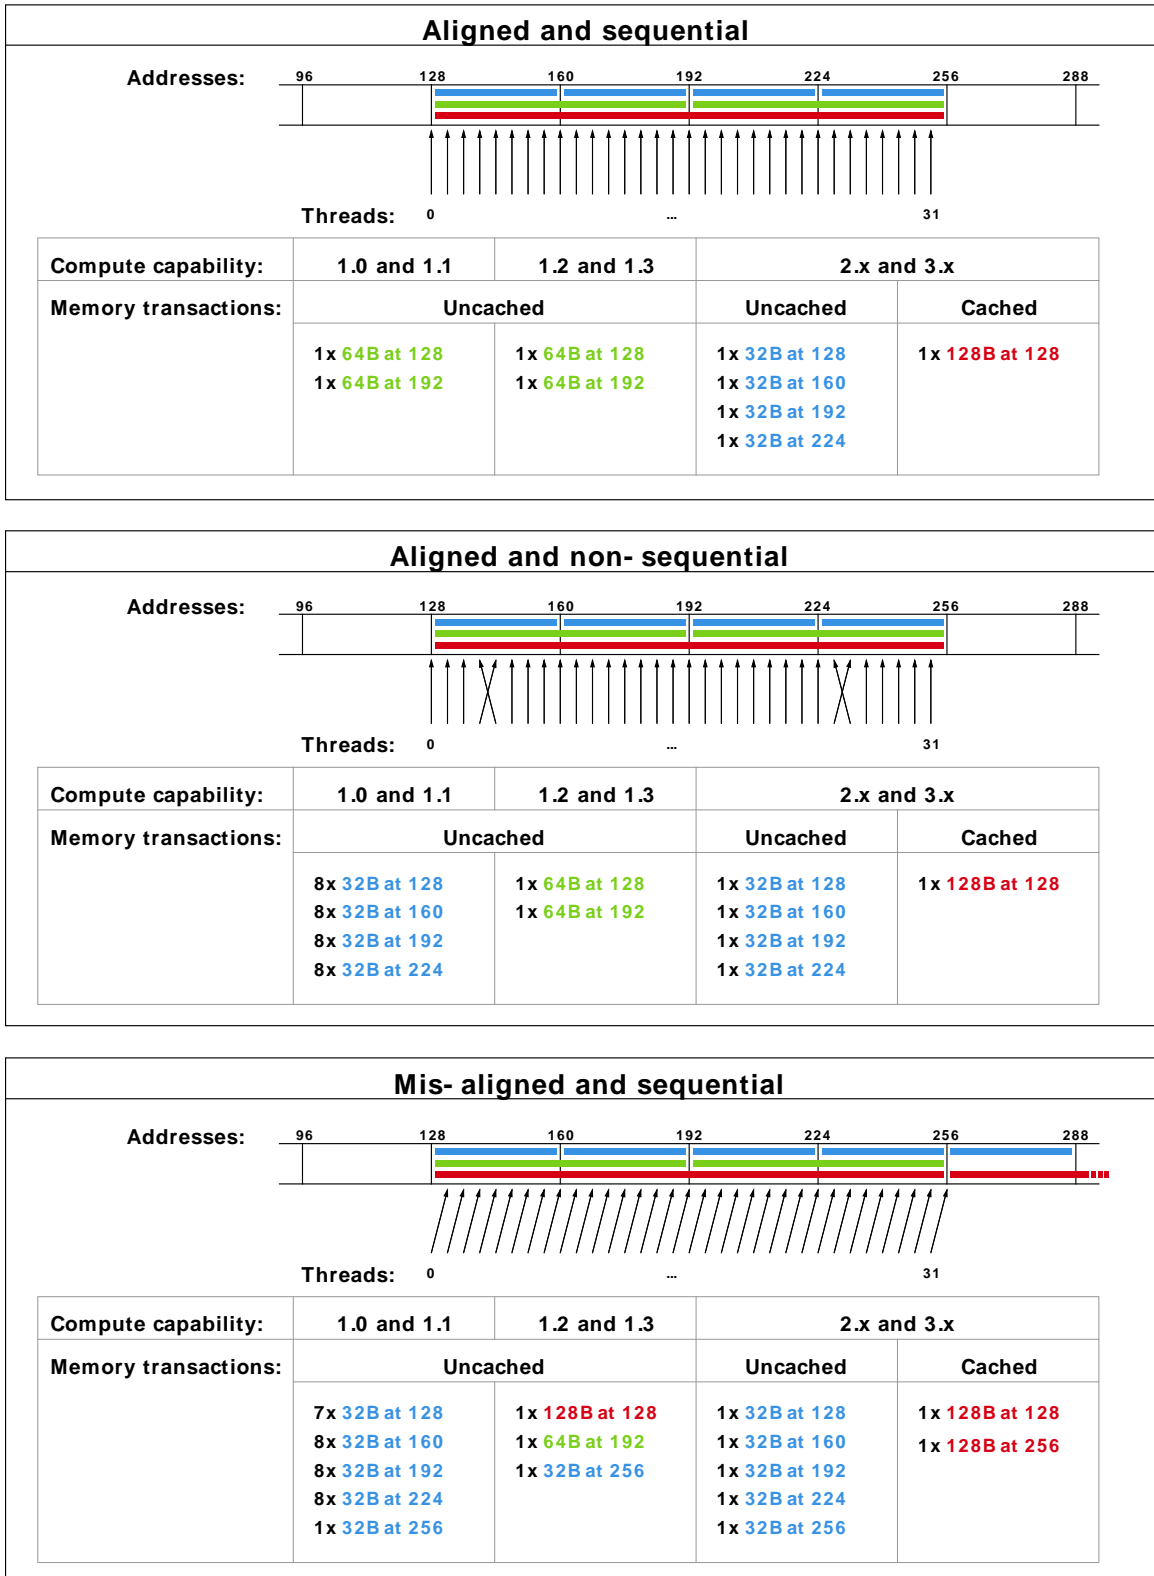 Aligned and sequential
Addresses: 96 128 160 192 224 256 288
Threads: 0 ... 31
Compute capability: 1.0 and 1.1 1.2 and 1.3 2.x and 3.x
Memory transactions: Uncached Uncached Cached
1x 64B at 128 1x 64B at 128 1x 32B at 128 1x 128B at 128
1x 64B at 192 1x 64B at 192 1x 32B at 160
1x 32B at 192
1x 32B at 224
Aligned and non- sequential
Addresses: 96 128 160 192 224 256 288
Threads: 0 ... 31
Compute capability: 1.0 and 1.1 1.2 and 1.3 2.x and 3.x
Memory transactions: Uncached Uncached Cached
8x 32B at 128 1x 64B at 128 1x 32B at 128 1x 128B at 128
8x 32B at 160 1x 64B at 192 1x 32B at 160
8x 32B at 192 1x 32B at 192
8x 32B at 224 1x 32B at 224
Mis- aligned and sequential
Addresses: 96 128 160 192 224 256 288
Threads: 0 ... 31
Compute capability: 1.0 and 1.1 1.2 and 1.3 2.x and 3.x
Memory transactions: Uncached Uncached Cached
7x 32B at 128 1x 128B at 128 1x 32B at 128 1x 128B at 128
8x 32B at 160 1x 64B at 192 1x 32B at 160 1x 128B at 256
8x 32B at 192 1x 32B at 256 1x 32B at 192
8x 32B at 224 1x 32B at 224
1x 32B at 256 1x 32B at 256